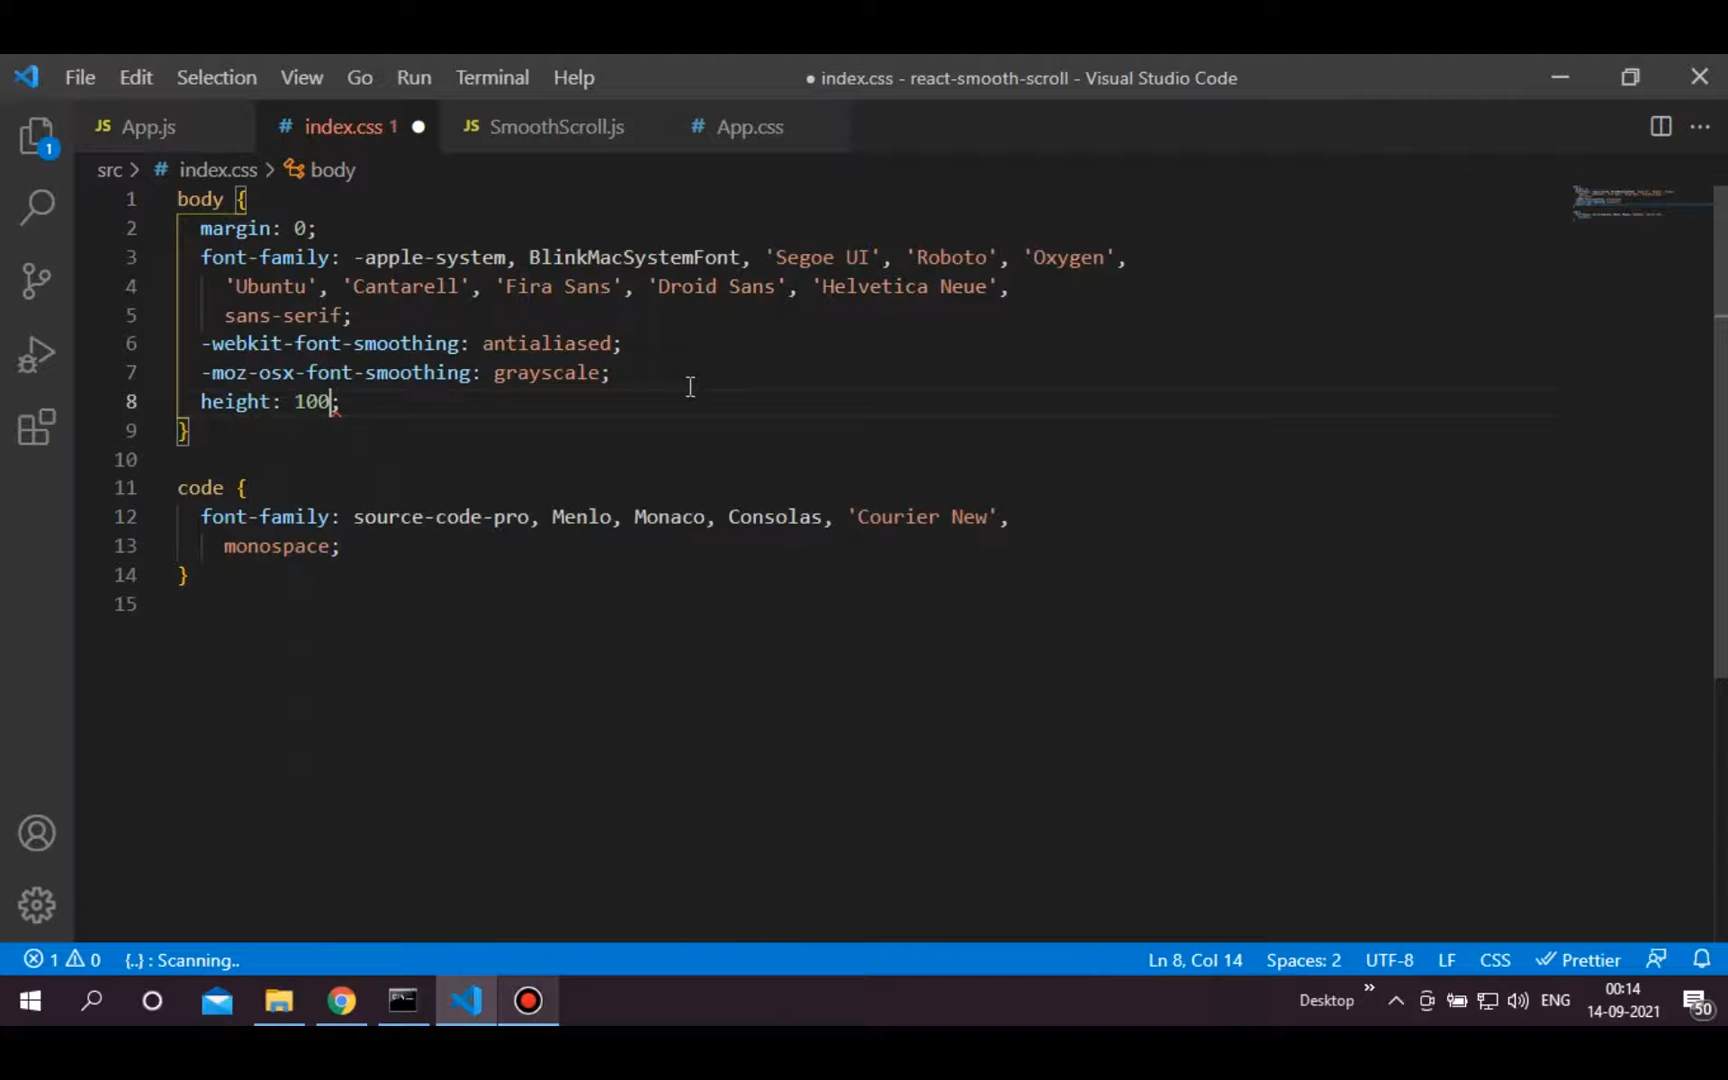 File Edit Selection View Go Run Terminal Help ● index.css - react-smooth-scroll - Visual Studio Code
JS App.js # index.css 1 ● JS SmoothScroll.js # App.css
src > # index.css > body
1
1 body {
2 margin: 0;
3 font-family: -apple-system, BlinkMacSystemFont, 'Segoe UI', 'Roboto', 'Oxygen',
4 'Ubuntu', 'Cantarell', 'Fira Sans', 'Droid Sans', 'Helvetica Neue',
5 sans-serif;
6 -webkit-font-smoothing: antialiased;
7 -moz-osx-font-smoothing: grayscale;
8 height: 100;
9 }
10
11 code {
12 font-family: source-code-pro, Menlo, Monaco, Consolas, 'Courier New',
13 monospace;
14 }
15
1 0 {..} : Scanning.. Ln 8, Col 14 Spaces: 2 UTF-8 LF CSS Prettier
Desktop » ENG 00:14
14-09-2021
50